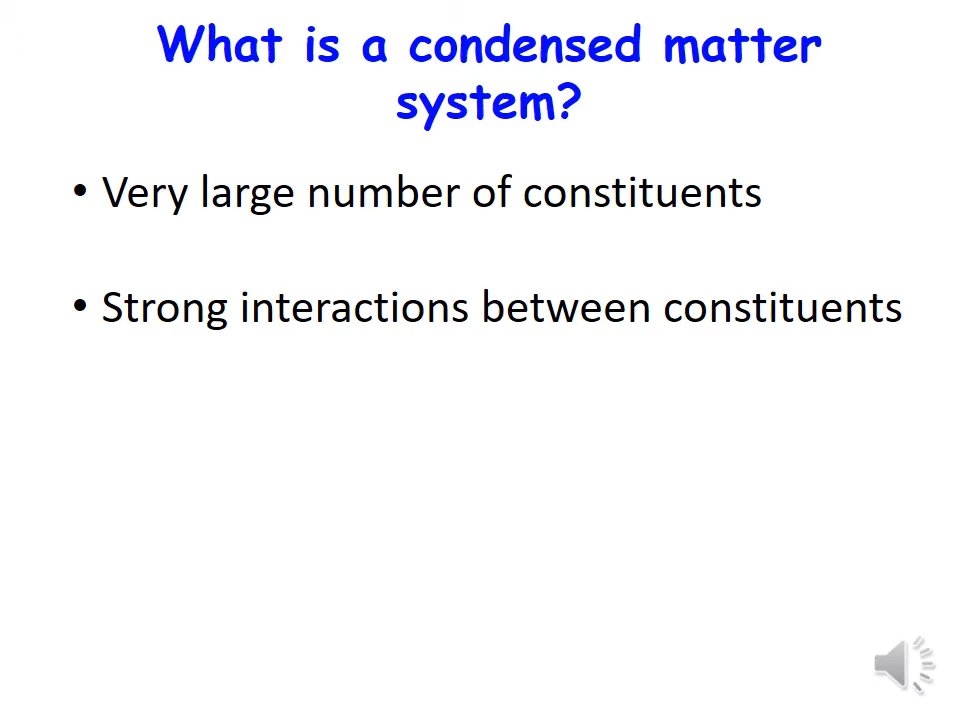 What is a condensed matter
system?
• Very large number of constituents
• Strong interactions between constituents